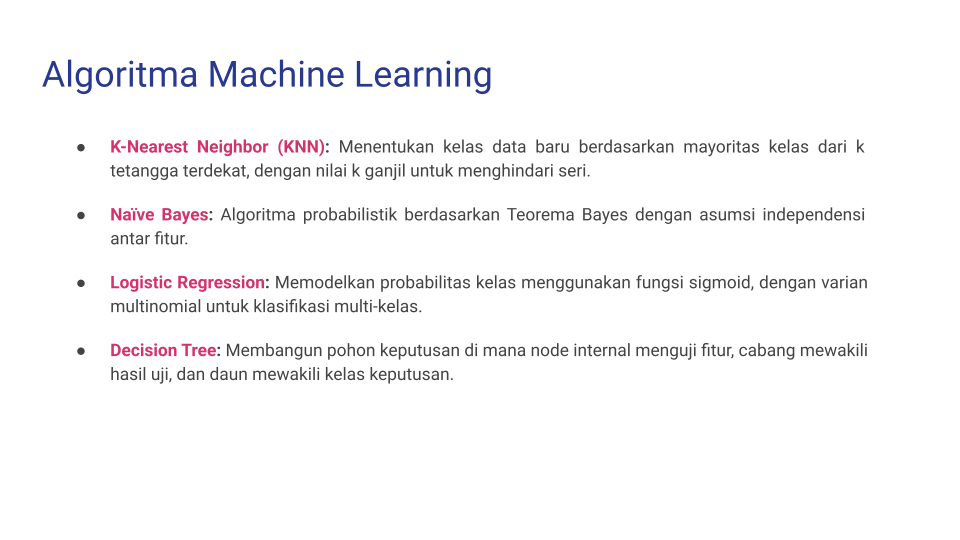 Algoritma Machine Learning
● K-Nearest Neighbor (KNN): Menentukan kelas data baru berdasarkan mayoritas kelas dari k
tetangga terdekat, dengan nilai k ganjil untuk menghindari seri.
● Naïve Bayes: Algoritma probabilistik berdasarkan Teorema Bayes dengan asumsi independensi
antar fitur.
● Logistic Regression: Memodelkan probabilitas kelas menggunakan fungsi sigmoid, dengan varian
multinomial untuk klasifikasi multi-kelas.
● Decision Tree: Membangun pohon keputusan di mana node internal menguji fitur, cabang mewakili
hasil uji, dan daun mewakili kelas keputusan.